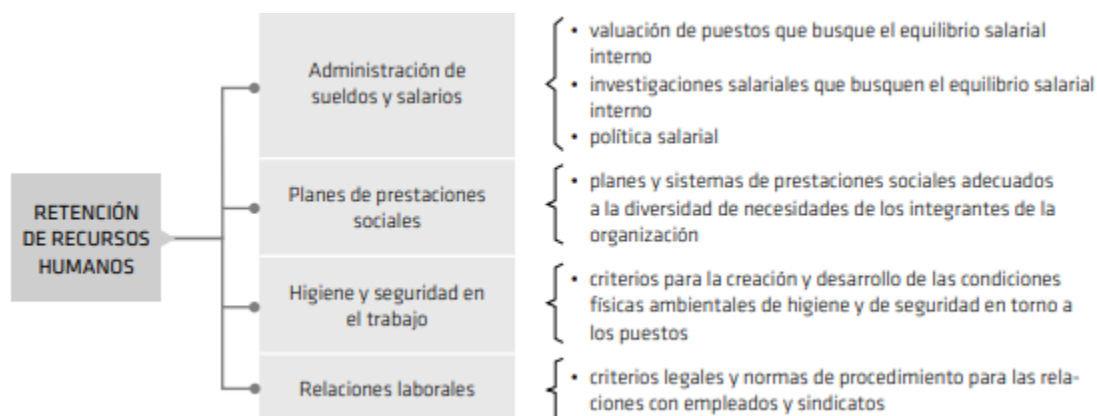 RETENCIÓN
DE RECURSOS
HUMANOS
Administración de
sueldos y salarios
• valuación de puestos que busque el equilibrio salarial
interno
• investigaciones salariales que busquen el equilibrio salarial
interno
• política salarial
Planes de prestaciones
sociales
• planes y sistemas de prestaciones sociales adecuados
a la diversidad de necesidades de los integrantes de la
organización
Higiene y seguridad en
el trabajo
• criterios para la creación y desarrollo de las condiciones
físicas ambientales de higiene y de seguridad en torno a
los puestos
Relaciones laborales
• criterios legales y normas de procedimiento para las rela-
ciones con empleados y sindicatos